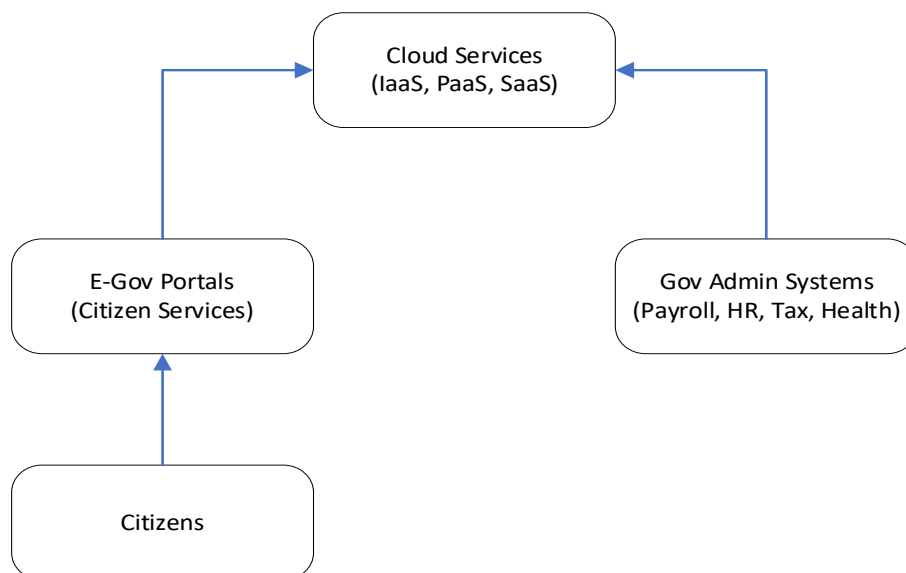 Cloud Services
(IaaS, PaaS, SaaS)
E-Gov Portals
(Citizen Services)
Gov Admin Systems
(Payroll, HR, Tax, Health)
Citizens